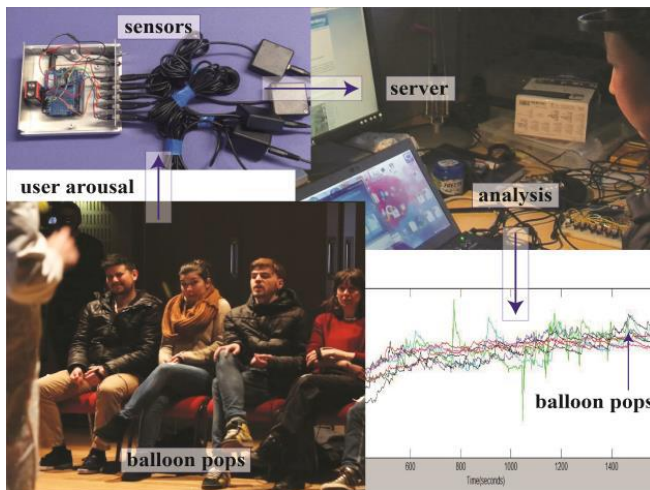 sensors
server
user arousal
analysis
balloon pops
balloon pops
600
800
1000
1200
1400
Time(seconds)